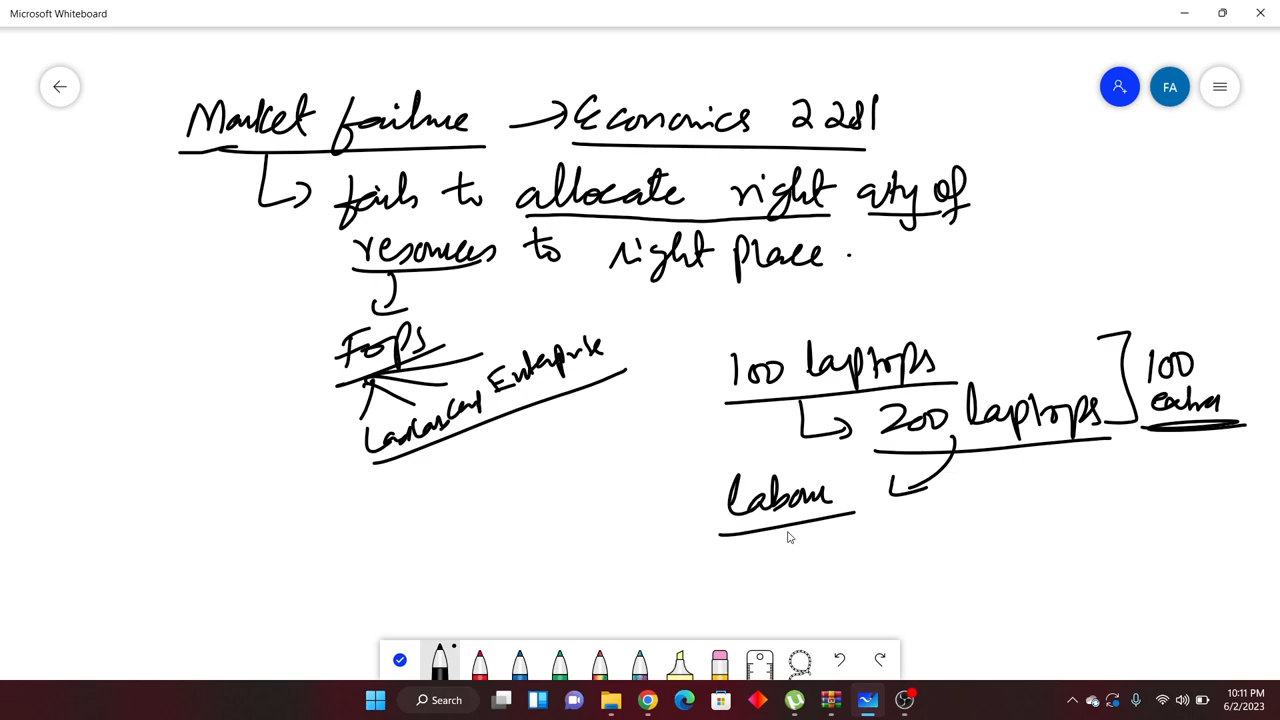 Microsoft Whiteboard
FA
Market failure → Economics 2281
fails to allocate right qty of
resources to right place.
FOPS
Enterprise
100 laptops
200 laptops
100
extra
labour
Search
10:11 PM
6/2/2023